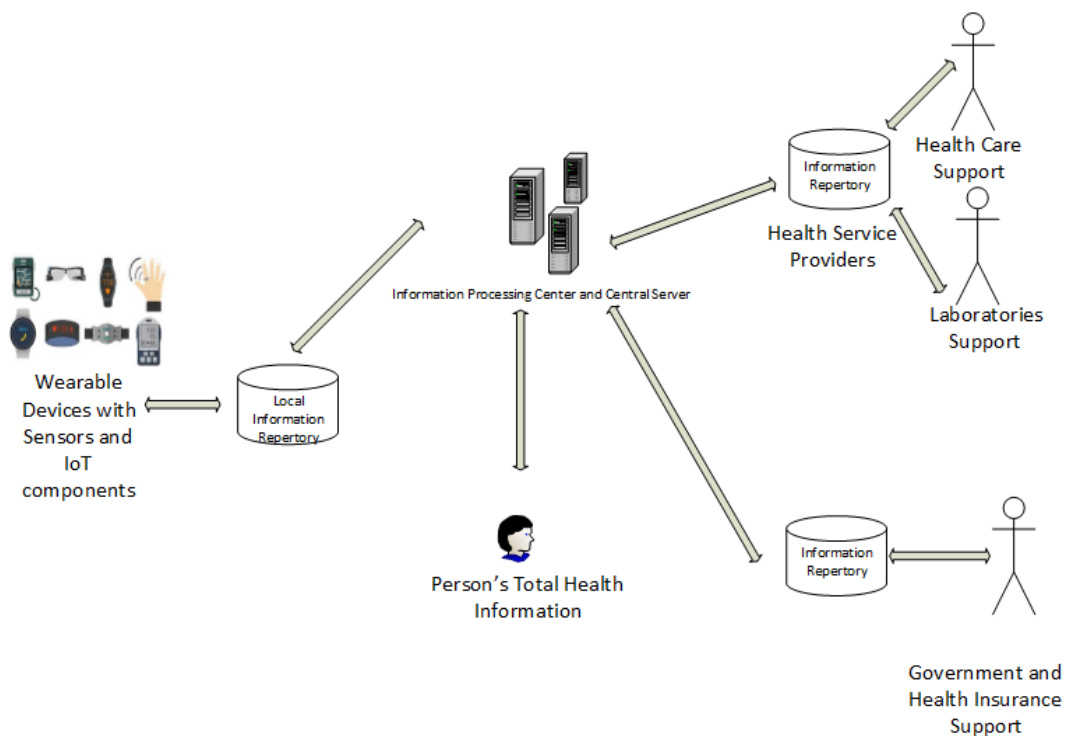 Health Care
Support
Information
Repertory
Health Service
Providers
Laboratories
Support
Information Processing Center and Central Server
Wearable
Devices with
Sensors and
IoT
components
Local
Information
Repertory
Person's Total Health
Information
Information
Repertory
Government and
Health Insurance
Support